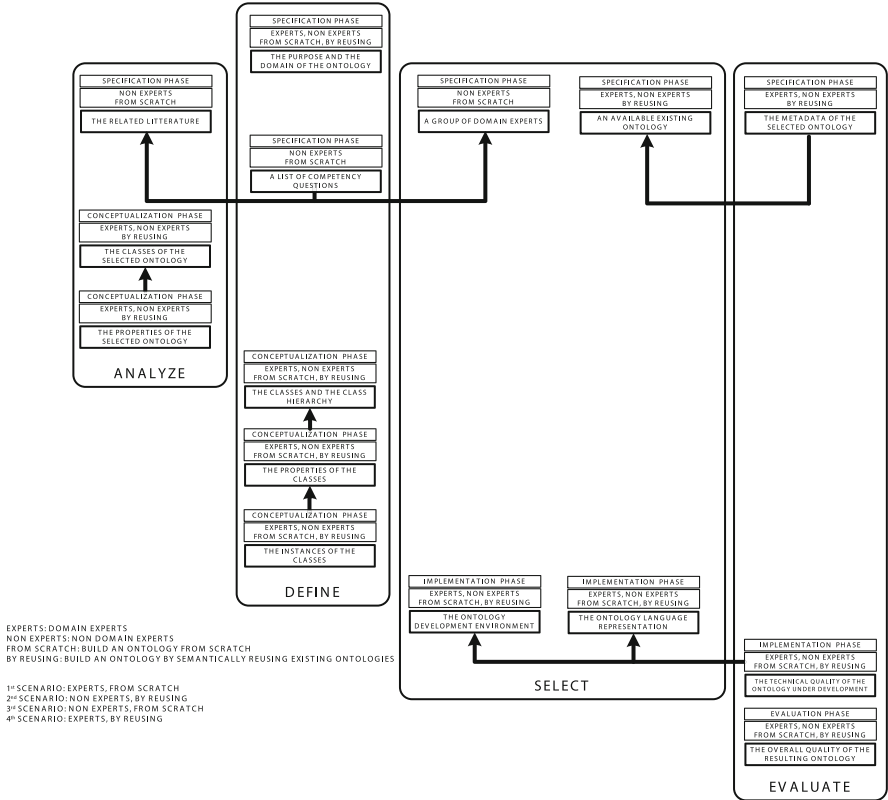 SPECIFICATION PHASE
NON EXPERTS
FROM SCRATCH
THE RELATED LITTERATURE
CONCEPTUALIZATION PHASE
EXPERTS, NON EXPERTS
BY REUSING
THE CLASSES OF THE
SELECTED ONTOLOGY
CONCEPTUALIZATION PHASE
EXPERTS, NON EXPERTS
BY REUSING
THE PROPERTIES OF THE
SELECTED ONTOLOGY
ANALYZE
SPECIFICATION PHASE
EXPERTS, NON EXPERTS
FROM SCRATCH, BY REUSING
THE PURPOSE AND THE
DOMAIN OF THE ONTOLOGY
SPECIFICATION PHASE
NON EXPERTS
FROM SCRATCH
A LIST OF COMPETENCY
QUESTIONS
CONCEPTUALIZATION PHASE
EXPERTS, NON EXPERTS
FROM SCRATCH, BY REUSING
THE CLASSES AND THE CLASS
HIERARCHY
CONCEPTUALIZATION PHASE
EXPERTS, NON EXPERTS
FROM SCRATCH, BY REUSING
THE PROPERTIES OF THE
CLASSES
CONCEPTUALIZATION PHASE
EXPERTS, NON EXPERTS
FROM SCRATCH, BY REUSING
THE INSTANCES OF THE
CLASSES
DEFINE
SPECIFICATION PHASE
NON EXPERTS
FROM SCRATCH
A GROUP OF DOMAIN EXPERTS
SPECIFICATION PHASE
EXPERTS, NON EXPERTS
BY REUSING
AN AVAILABLE EXISTING
ONTOLOGY
IMPLEMENTATION PHASE
EXPERTS, NON EXPERTS
FROM SCRATCH, BY REUSING
THE ONTOLOGY
DEVELOPMENT ENVIRONMENT
IMPLEMENTATION PHASE
EXPERTS, NON EXPERTS
FROM SCRATCH, BY REUSING
THE ONTOLOGY LANGUAGE
REPRESENTATION
SELECT
SPECIFICATION PHASE
EXPERTS, NON EXPERTS
BY REUSING
THE METADATA OF THE
SELECTED ONTOLOGY
IMPLEMENTATION PHASE
EXPERTS, NON EXPERTS
FROM SCRATCH, BY REUSING
THE TECHNICAL QUALITY OF THE
ONTOLOGY UNDER DEVELOPMENT
EVALUATION PHASE
EXPERTS, NON EXPERTS
FROM SCRATCH, BY REUSING
THE OVERALL QUALITY OF THE
RESULTING ONTOLOGY
EVALUATE
EXPERTS: DOMAIN EXPERTS
NON EXPERTS: NON DOMAIN EXPERTS
FROM SCRATCH: BUILD AN ONTOLOGY FROM SCRATCH
BY REUSING: BUILD AN ONTOLOGY BY SEMANTICALLY REUSING EXISTING ONTOLOGIES
1st SCENARIO: EXPERTS, FROM SCRATCH
2nd SCENARIO: NON EXPERTS, BY REUSING
3rd SCENARIO: NON EXPERTS, FROM SCRATCH
4th SCENARIO: EXPERTS, BY REUSING